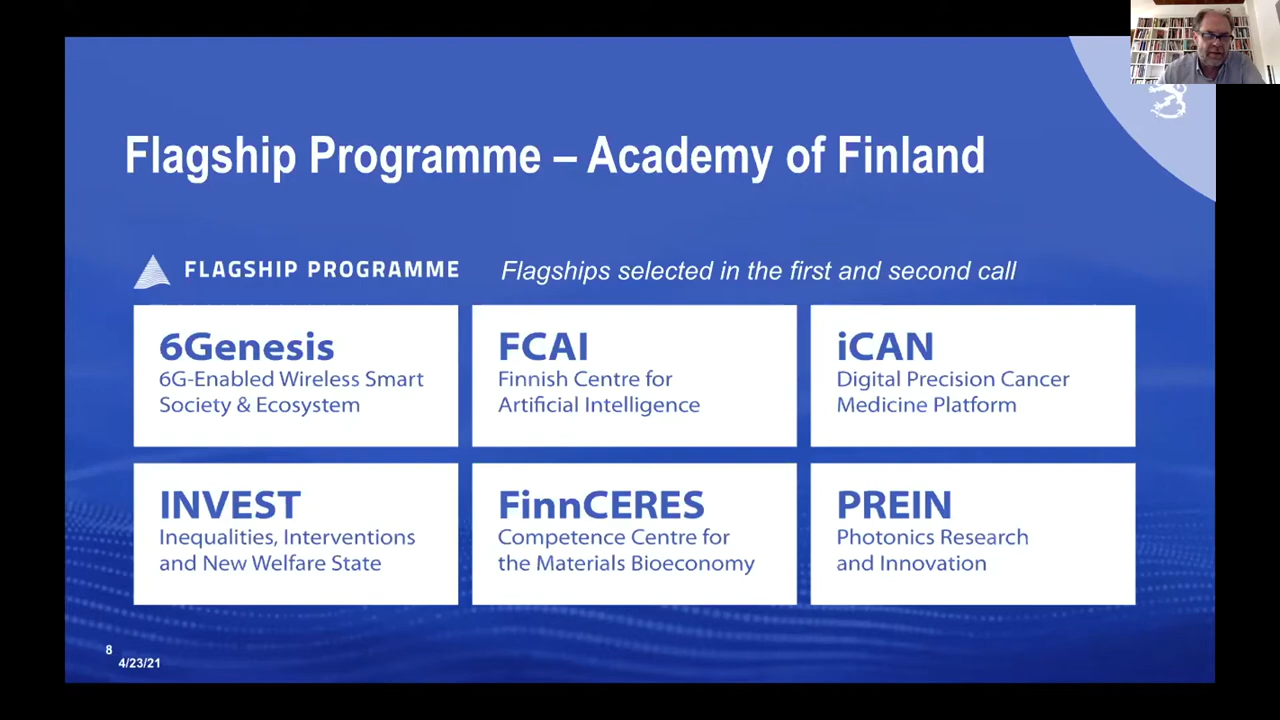 Flagship Programme – Academy of Finland
FLAGSHIP PROGRAMME
Flagships selected in the first and second call
6Genesis
6G-Enabled Wireless Smart
Society & Ecosystem
FCAI
Finnish Centre for
Artificial Intelligence
iCAN
Digital Precision Cancer
Medicine Platform
INVEST
Inequalities, Interventions
and New Welfare State
FinnCERES
Competence Centre for
the Materials Bioeconomy
PREIN
Photonics Research
and Innovation
8
4/23/21